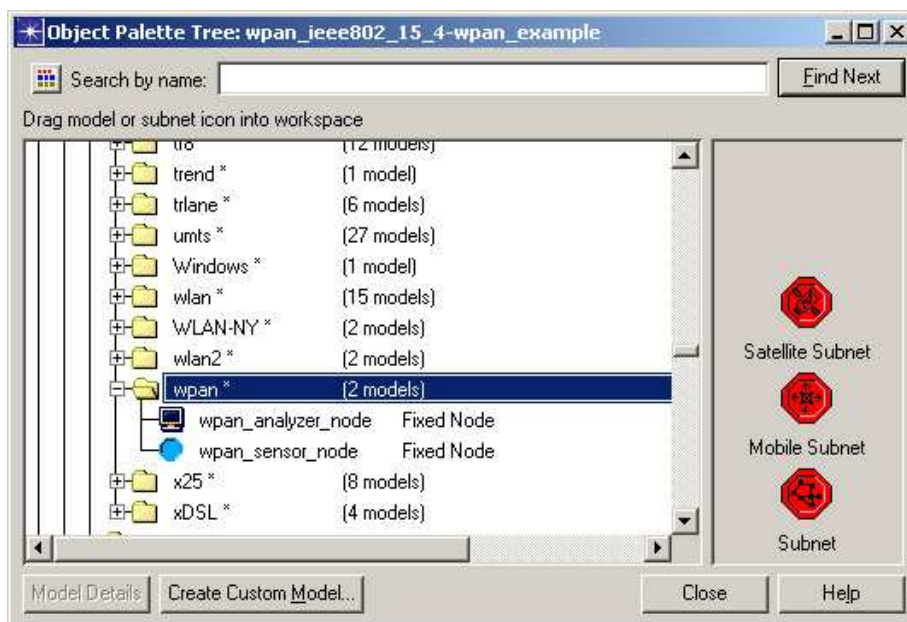 Object Palette Tree: wpan_ieee802_15_4-wpan_example
Search by name:
Find Next
Drag model or subnet icon into workspace
tr8 (12 models)
trend * (1 model)
trlane * (6 models)
umts * (27 models)
Windows * (1 model)
wlan * (15 models)
WLAN-NY * (2 models)
wlan2 * (2 models)
wpan * (2 models)
wpan_analyzer_node Fixed Node
wpan_sensor_node Fixed Node
x25 * (8 models)
xDSL * (4 models)
Satellite Subnet
Mobile Subnet
Subnet
Model Details Create Custom Model... Close Help